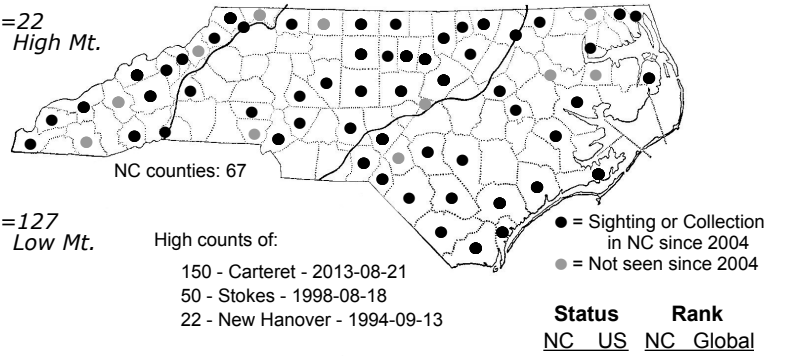 =22
High Mt.
NC counties: 67
=127
Low Mt.
High counts of:
150 - Carteret - 2013-08-21
50 - Stokes - 1998-08-18
22 - New Hanover - 1994-09-13
= Sighting or Collection
in NC since 2004
= Not seen since 2004
Status Rank
NC US NC Global